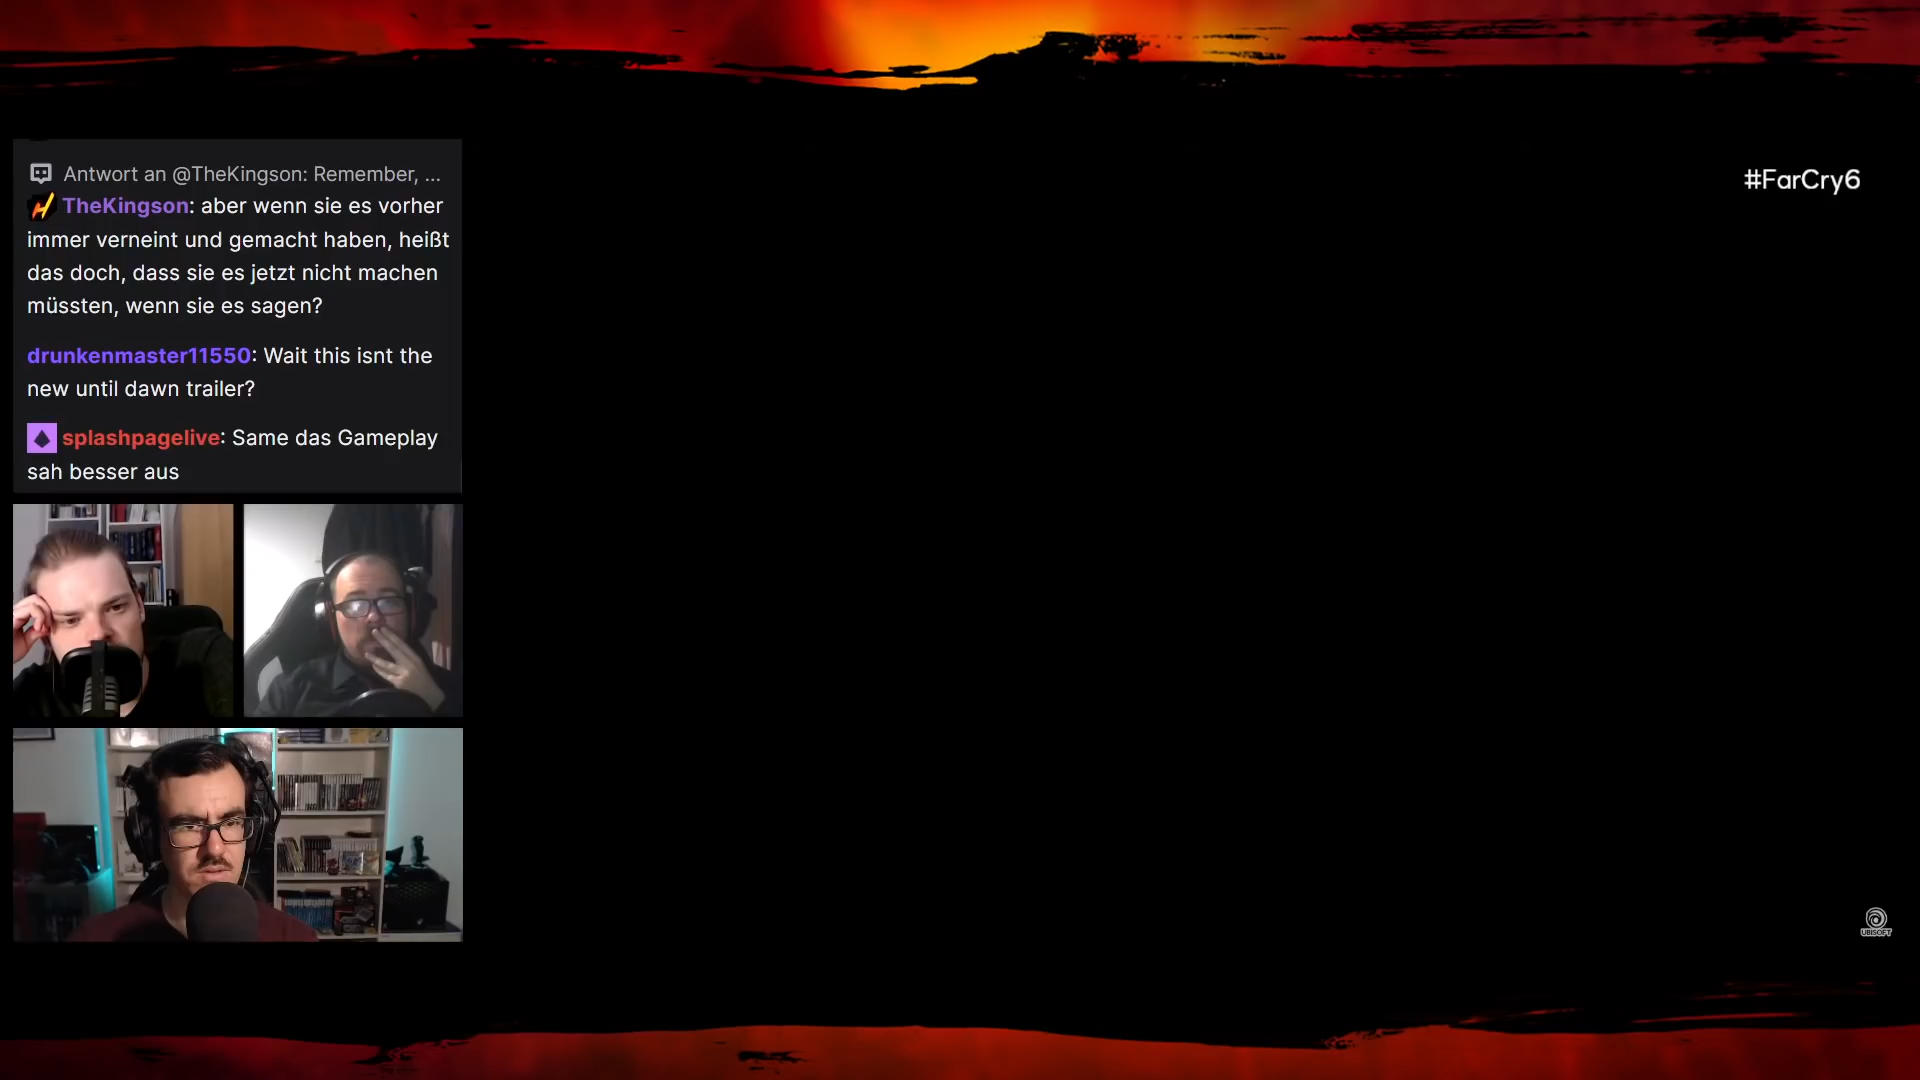 Antwort an @TheKingson: Remember, ...
TheKingson: aber wenn sie es vorher
immer verneint und gemacht haben, heißt
das doch, dass sie es jetzt nicht machen
müssten, wenn sie es sagen?
drunkenmaster11550: Wait this isnt the
new until dawn trailer?
splashpagelive: Same das Gameplay
sah besser aus
#FarCry6
UBISOFT